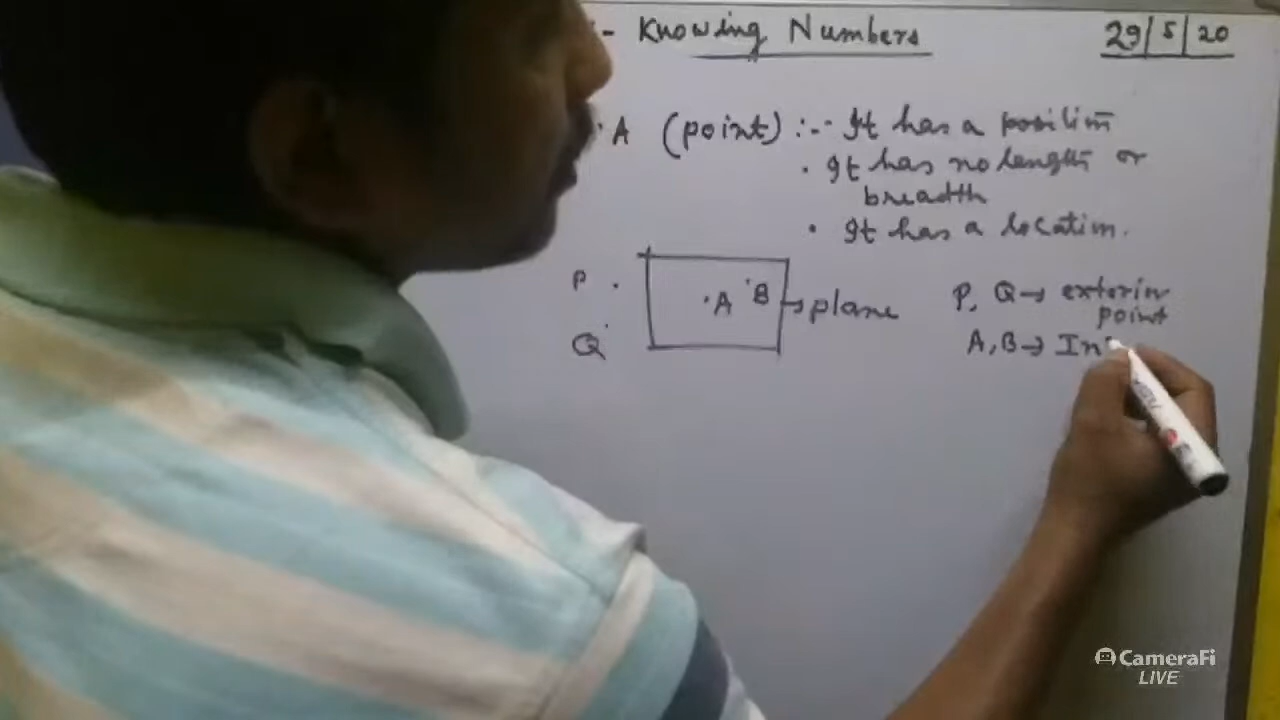 :- Knowing Numbers 29/5/20
. A (point) :- · It has a position
· It has no length or
breadth
· It has a location.
P .
. A . B → plane
P, Q → exterior
point
Q
A, B → Int
CameraFi
LIVE